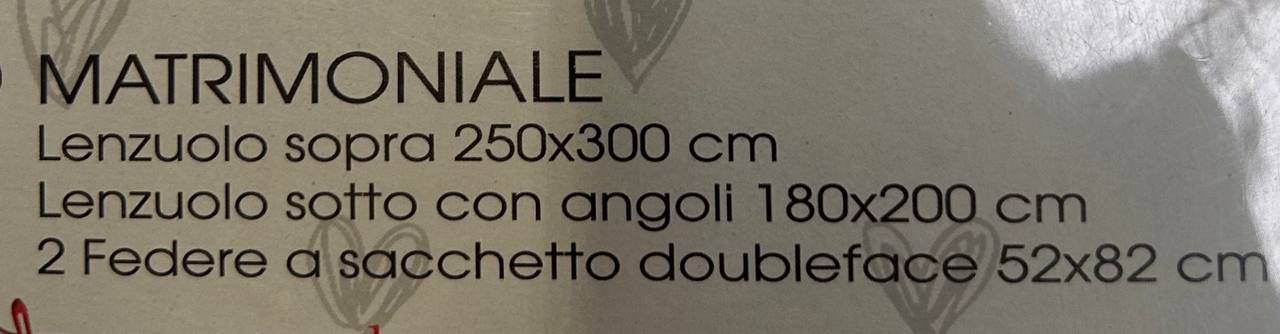 MATRIMONIALE
Lenzuolo sopra 250x300 cm
Lenzuolo sotto con angoli 180x200 cm
2 Federe a sacchetto doubleface 52x82 cm